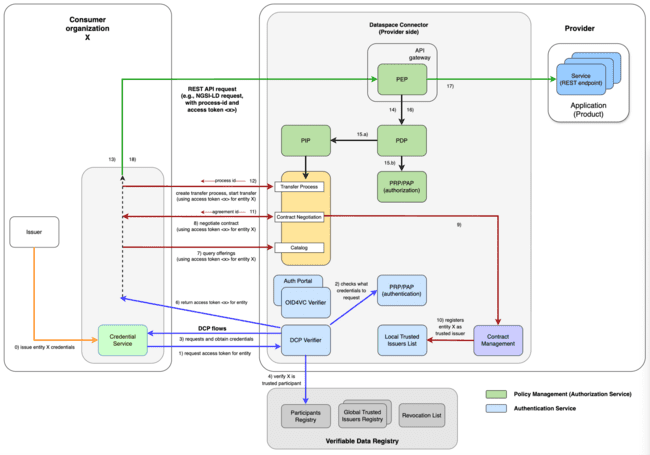 Consumer
organization
X
Dataspace Connector
(Provider side)
Provider
API
gateway
PEP
REST API request
(e.g., NGSI-LD request,
with process-id and
access token <x>)
17)
Service
(REST endpoint)
Application
(Product)
14)
16)
13)
18)
PIP
15.a)
PDP
15.b)
PRP/PAP
(authorization)
process id
12)
create transfer process, start transfer
(using access token <x> for entity X)
Transfer Process
agreement id
11)
8) negotiate contract
(using access token <x> for entity X)
Contract Negotiation
9)
7) query offerings
(using access token <x> for entity X)
Catalog
Issuer
Auth Portal
OID4VC Verifier
2) checks what
credentials to
request
PRP/PAP
(authentication)
6) return access token <x> for entity
DCP flows
3) requests and obtain credentials
1) request access token for entity
Credential
Service
DCP Verifier
Local Trusted
Issuers List
10) registers
entity X as
trusted issuer
Contract
Management
0) issue entity X credentials
4) verify X is
trusted participant
Participants
Registry
Global Trusted
Issuers Registry
Revocation List
Verifiable Data Registry
Policy Management (Authorization Service)
Authentication Service